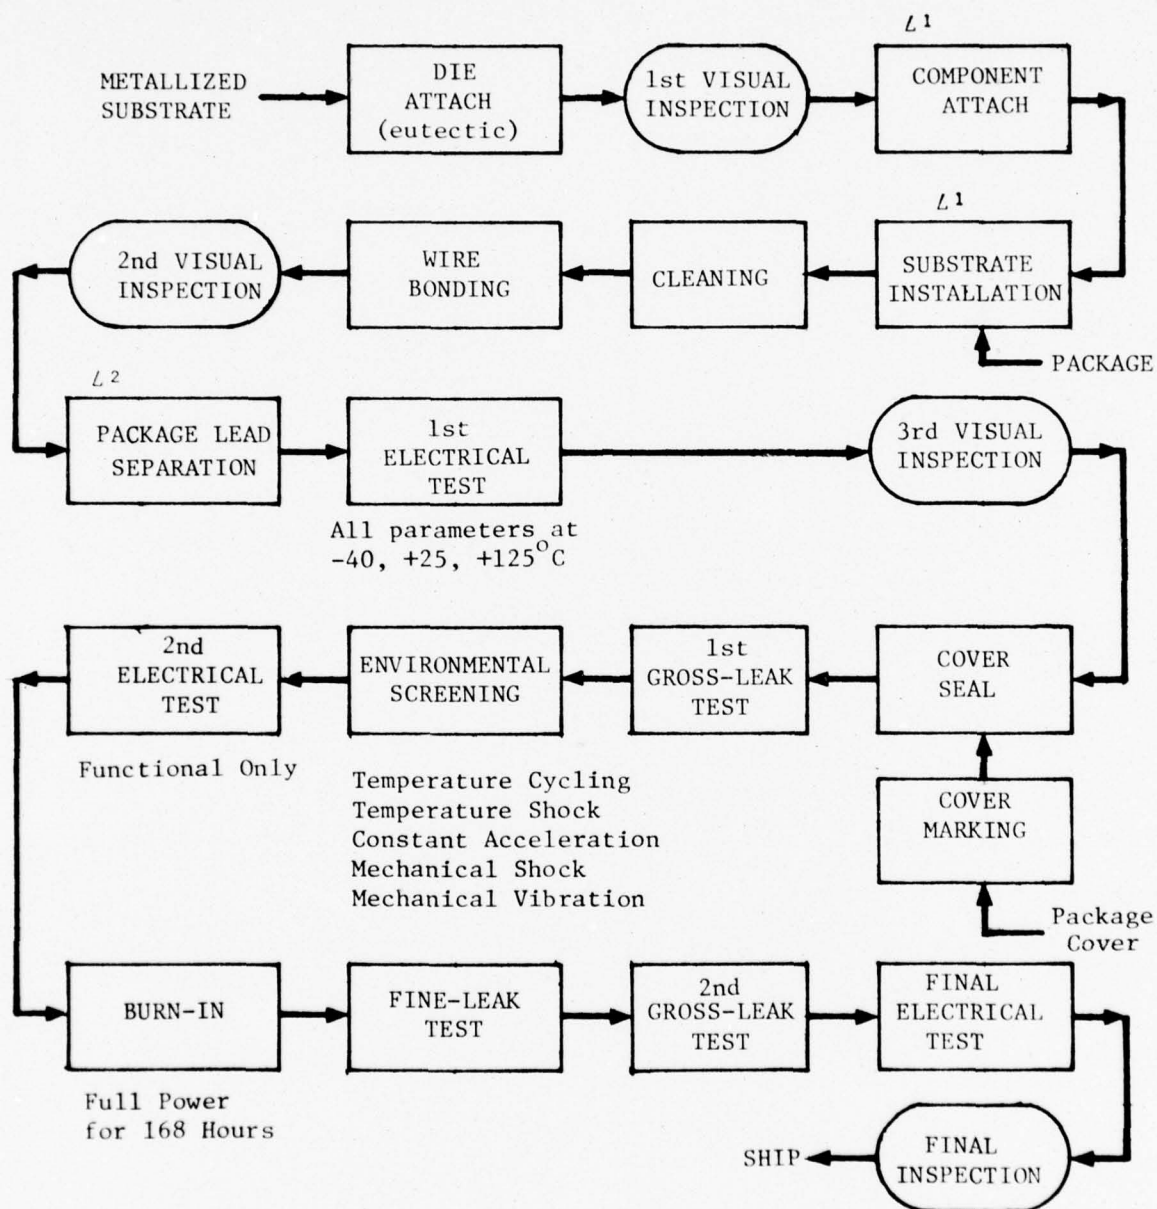 METALLIZED
SUBSTRATE
DIE
ATTACH
(eutectic)
1st VISUAL
INSPECTION
L1
COMPONENT
ATTACH
2nd VISUAL
INSPECTION
WIRE
BONDING
CLEANING
L1
SUBSTRATE
INSTALLATION
PACKAGE
L2
PACKAGE LEAD
SEPARATION
1st
ELECTRICAL
TEST
All parameters at
-40, +25, +125°C
3rd VISUAL
INSPECTION
2nd
ELECTRICAL
TEST
Functional Only
ENVIRONMENTAL
SCREENING
Temperature Cycling
Temperature Shock
Constant Acceleration
Mechanical Shock
Mechanical Vibration
1st
GROSS-LEAK
TEST
COVER
SEAL
COVER
MARKING
Package
Cover
BURN-IN
Full Power
for 168 Hours
FINE-LEAK
TEST
2nd
GROSS-LEAK
TEST
FINAL
ELECTRICAL
TEST
SHIP
FINAL
INSPECTION